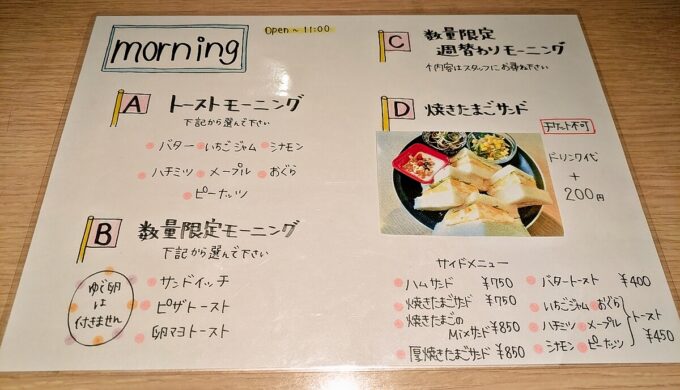 morning
Open ~ 11:00
A トーストモーニング
下記から選んで下さい
バター いちごジャム シナモン
ハチミツ メープル おぐら
ピーナッツ
B 数量限定モーニング
下記から選んで下さい
ゆで卵
は
付きません
サンドイッチ
ピザトースト
卵マヨトースト
C 数量限定
週替わりモーニング
↑内容はスタッフにお尋ね下さい
D 焼きたまごサンド
チケット不可
ドリンク代
+
200円
サイドメニュー
ハムサンド ¥750
焼きたまごサンド ¥750
焼きたまごの
Mixサンド ¥850
厚焼きたまごサンド ¥850
バタートースト ¥400
いちごジャム おぐら
ハチミツ メープル
シナモン ピーナッツ
トースト
¥450